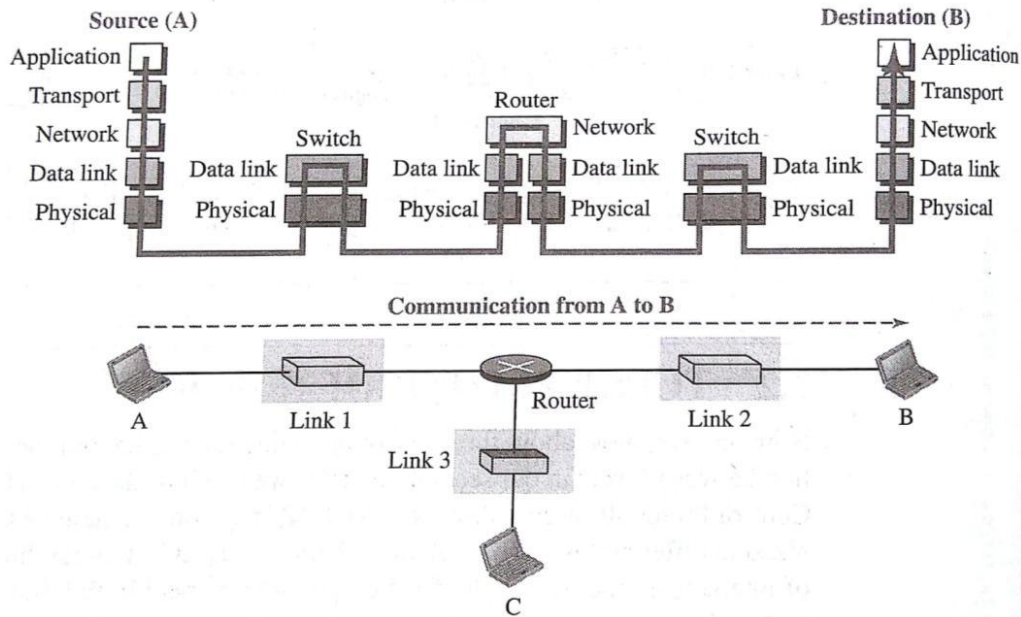 Source (A)
Destination (B)
Application
Application
Transport
Transport
Router
Network
Switch
Network
Switch
Network
Data link
Data link
Data link
Data link
Data link
Data link
Physical
Physical
Physical
Physical
Physical
Physical
Communication from A to B
A
Link 1
Router
Link 2
B
Link 3
C